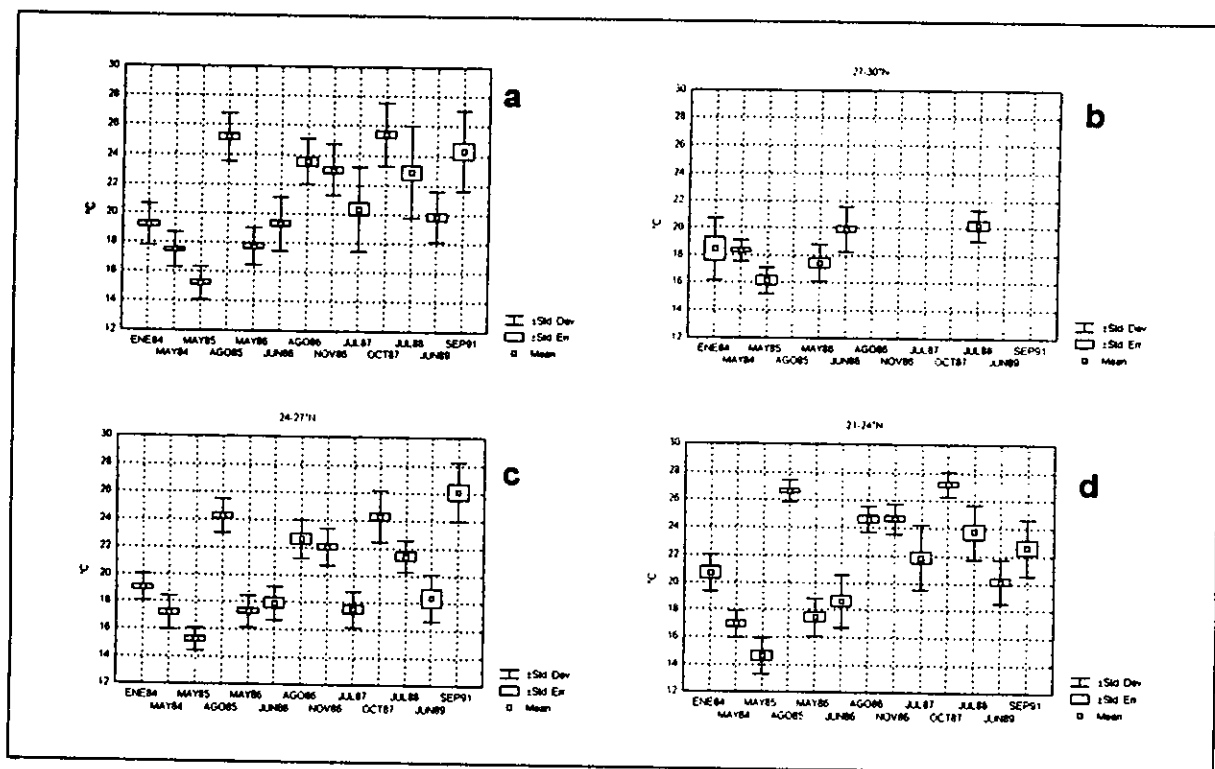 a
30
28
26
24
22
20
18
16
14
12
°C
ENE84 MAY85 MAY86 AGO86 JUL87 JUL88 SEP91
MAY84 AGO85 JUN86 NOV86 OCT87 JUN89
±Std Dev
±Std Err
Mean
27-30°N
b
30
28
26
24
22
20
18
16
14
12
°C
ENE84 MAY85 MAY86 AGO86 JUL87 JUL88 SEP91
MAY84 AGO85 JUN86 NOV86 OCT87 JUN89
±Std Dev
±Std Err
Mean
24-27°N
c
30
28
26
24
22
20
18
16
14
12
°C
ENE84 MAY85 MAY86 AGO86 JUL87 JUL88 SEP91
MAY84 AGO85 JUN86 NOV86 OCT87 JUN89
±Std Dev
±Std Err
Mean
21-24°N
d
30
28
26
24
22
20
18
16
14
12
°C
ENE84 MAY85 MAY86 AGO86 JUL87 JUL88 SEP91
MAY84 AGO85 JUN86 NOV86 OCT87 JUN89
±Std Dev
±Std Err
Mean